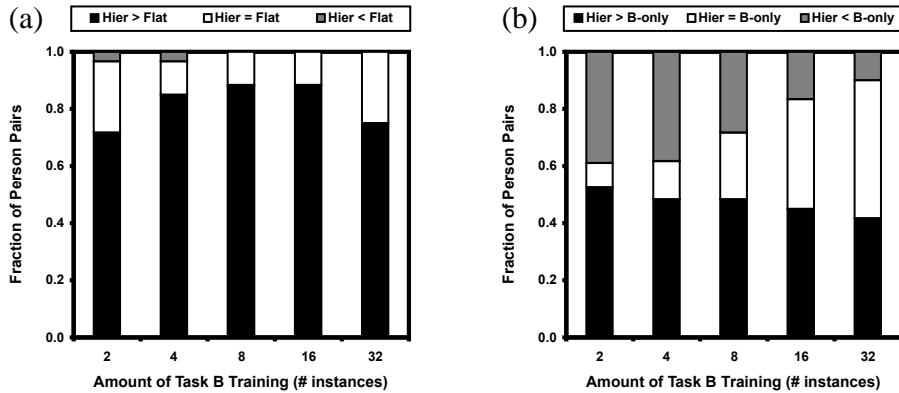 (a)
Hier > Flat Hier = Flat Hier < Flat
Fraction of Person Pairs
1.0
0.8
0.6
0.4
0.2
0.0
2 4 8 16 32
Amount of Task B Training (# instances)
(b)
Hier > B-only Hier = B-only Hier < B-only
Fraction of Person Pairs
1.0
0.8
0.6
0.4
0.2
0.0
2 4 8 16 32
Amount of Task B Training (# instances)